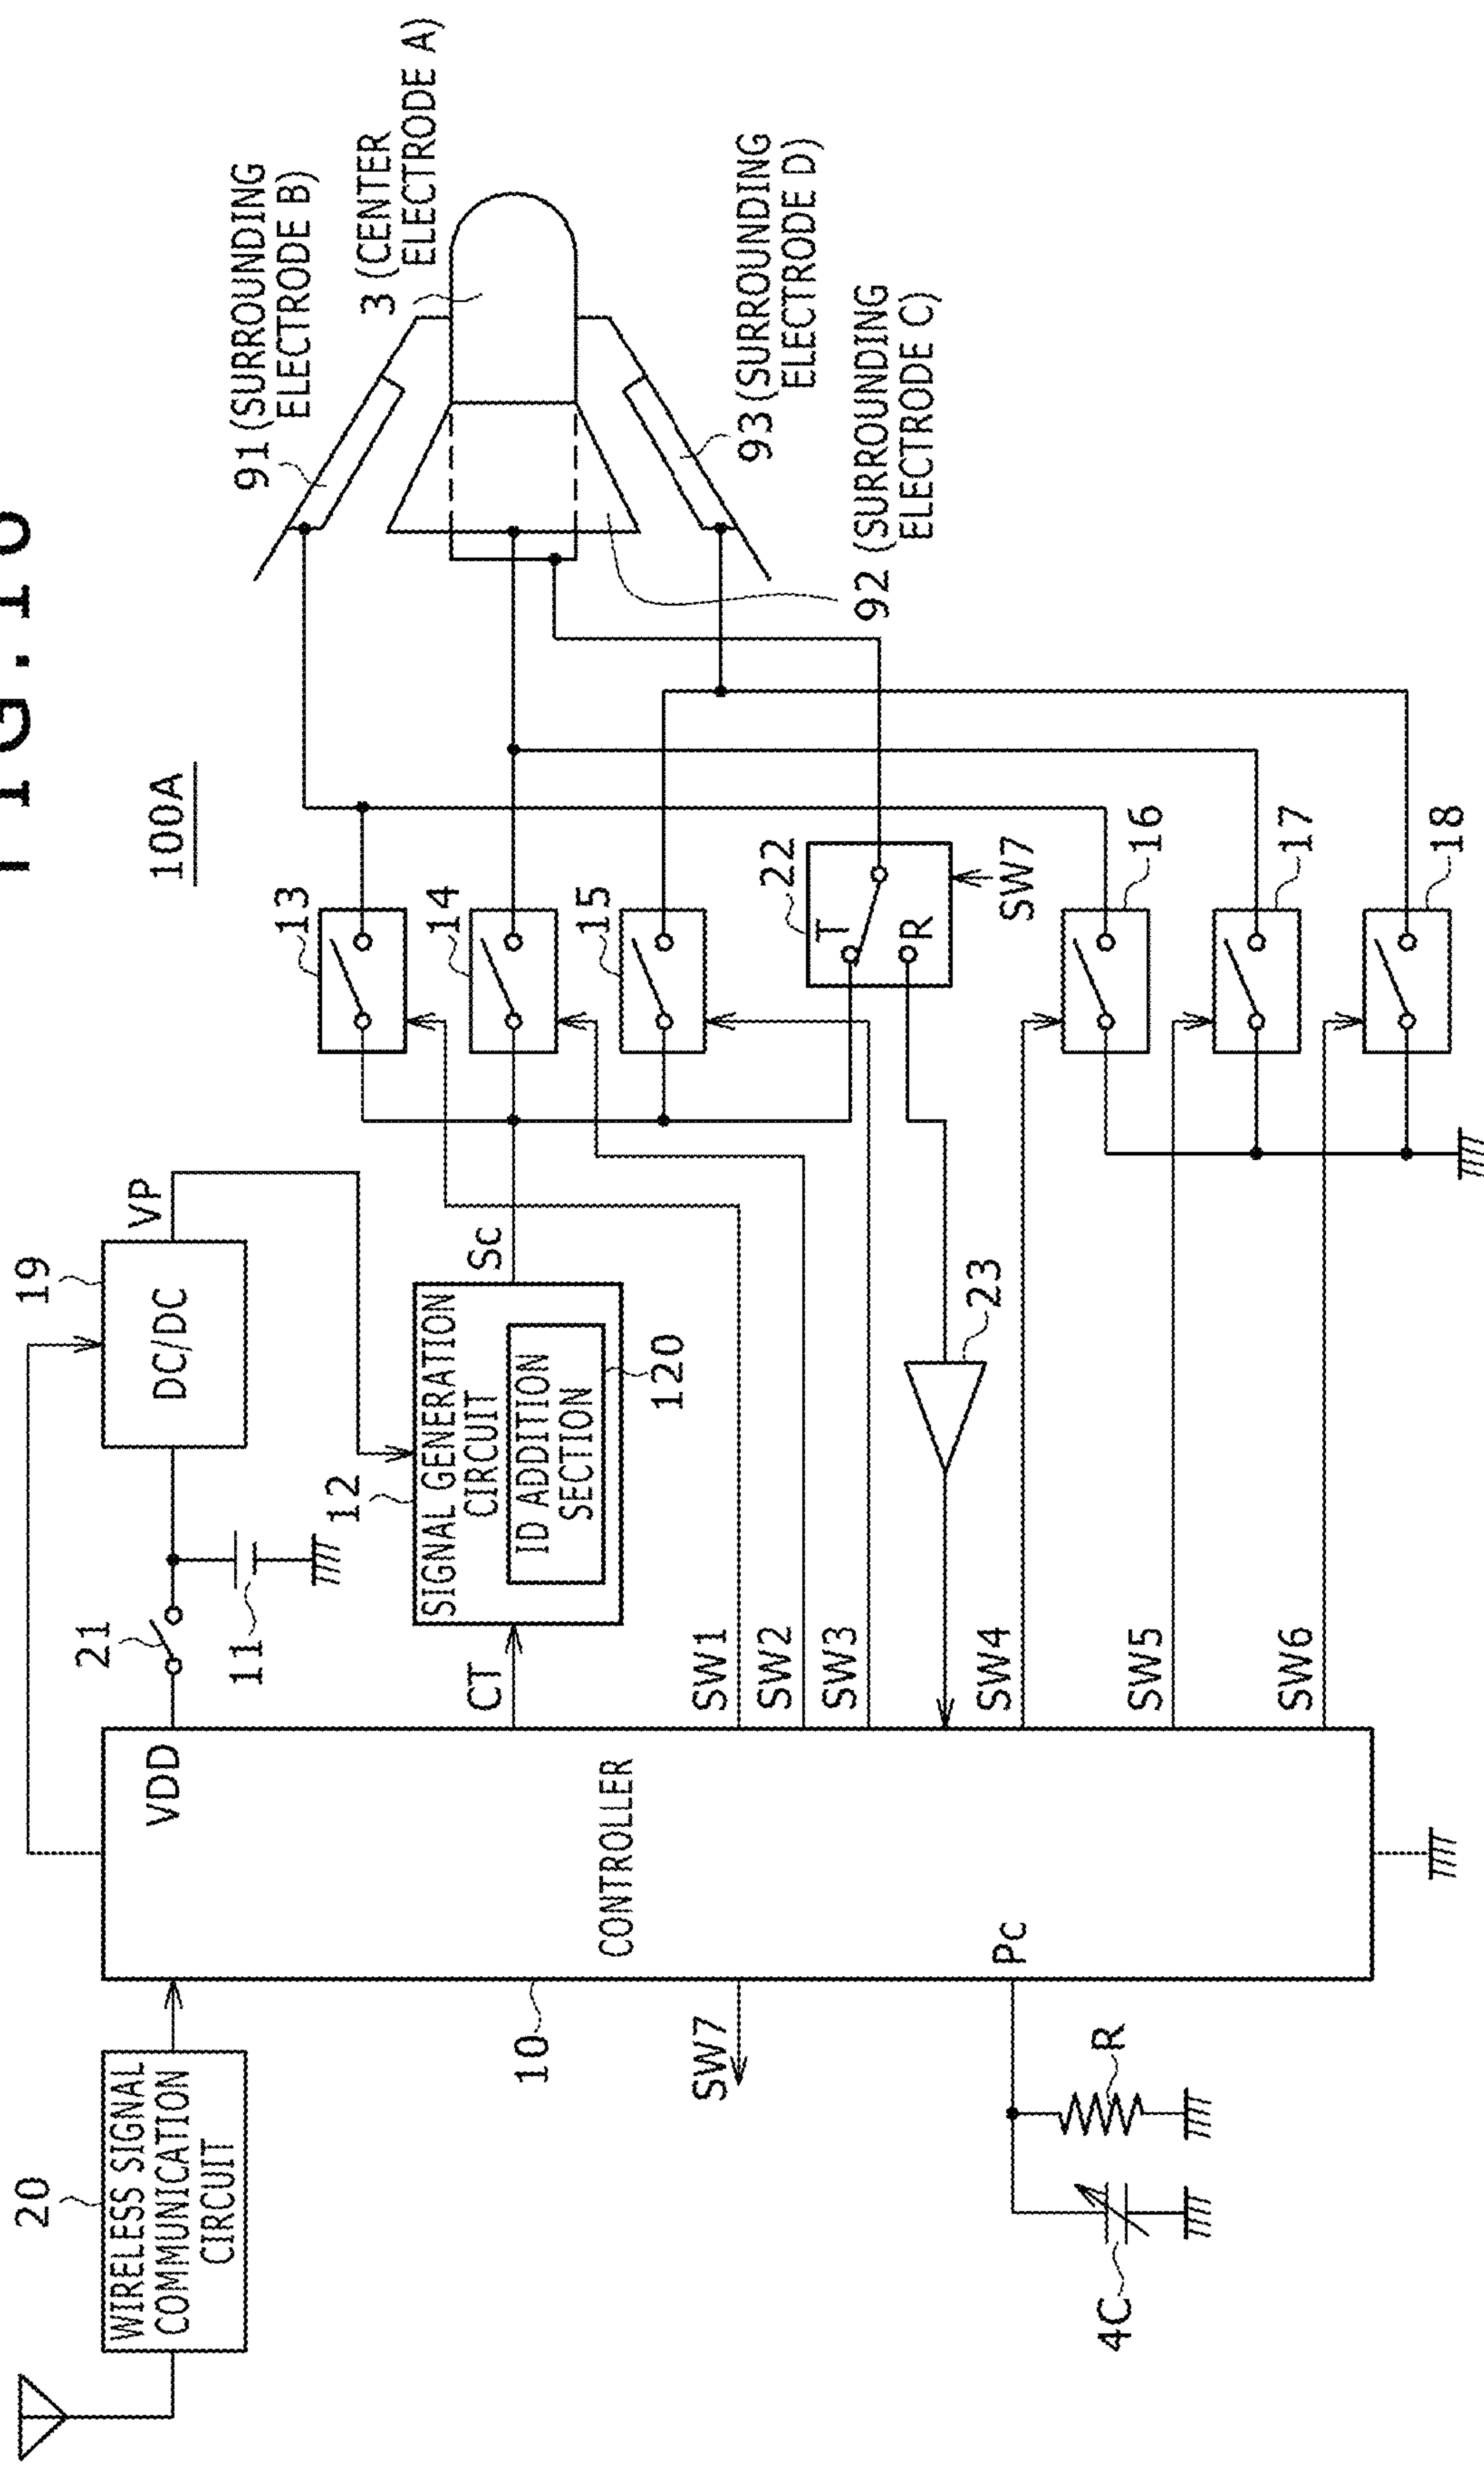 100A
20
WIRELESS SIGNAL
COMMUNICATION
CIRCUIT
10
CONTROLLER
VDD
21
11
19
DC/DC
VP
CT
12
SIGNAL GENERATION
CIRCUIT
ID ADDITION
SECTION
120
Sc
13
14
15
22
T
R
SW7
16
17
18
SW1
SW2
SW3
23
SW4
SW5
SW6
SW7
Pc
R
4C
91 (SURROUNDING
ELECTRODE B)
3 (CENTER
ELECTRODE A)
93 (SURROUNDING
ELECTRODE D)
92 (SURROUNDING
ELECTRODE C)